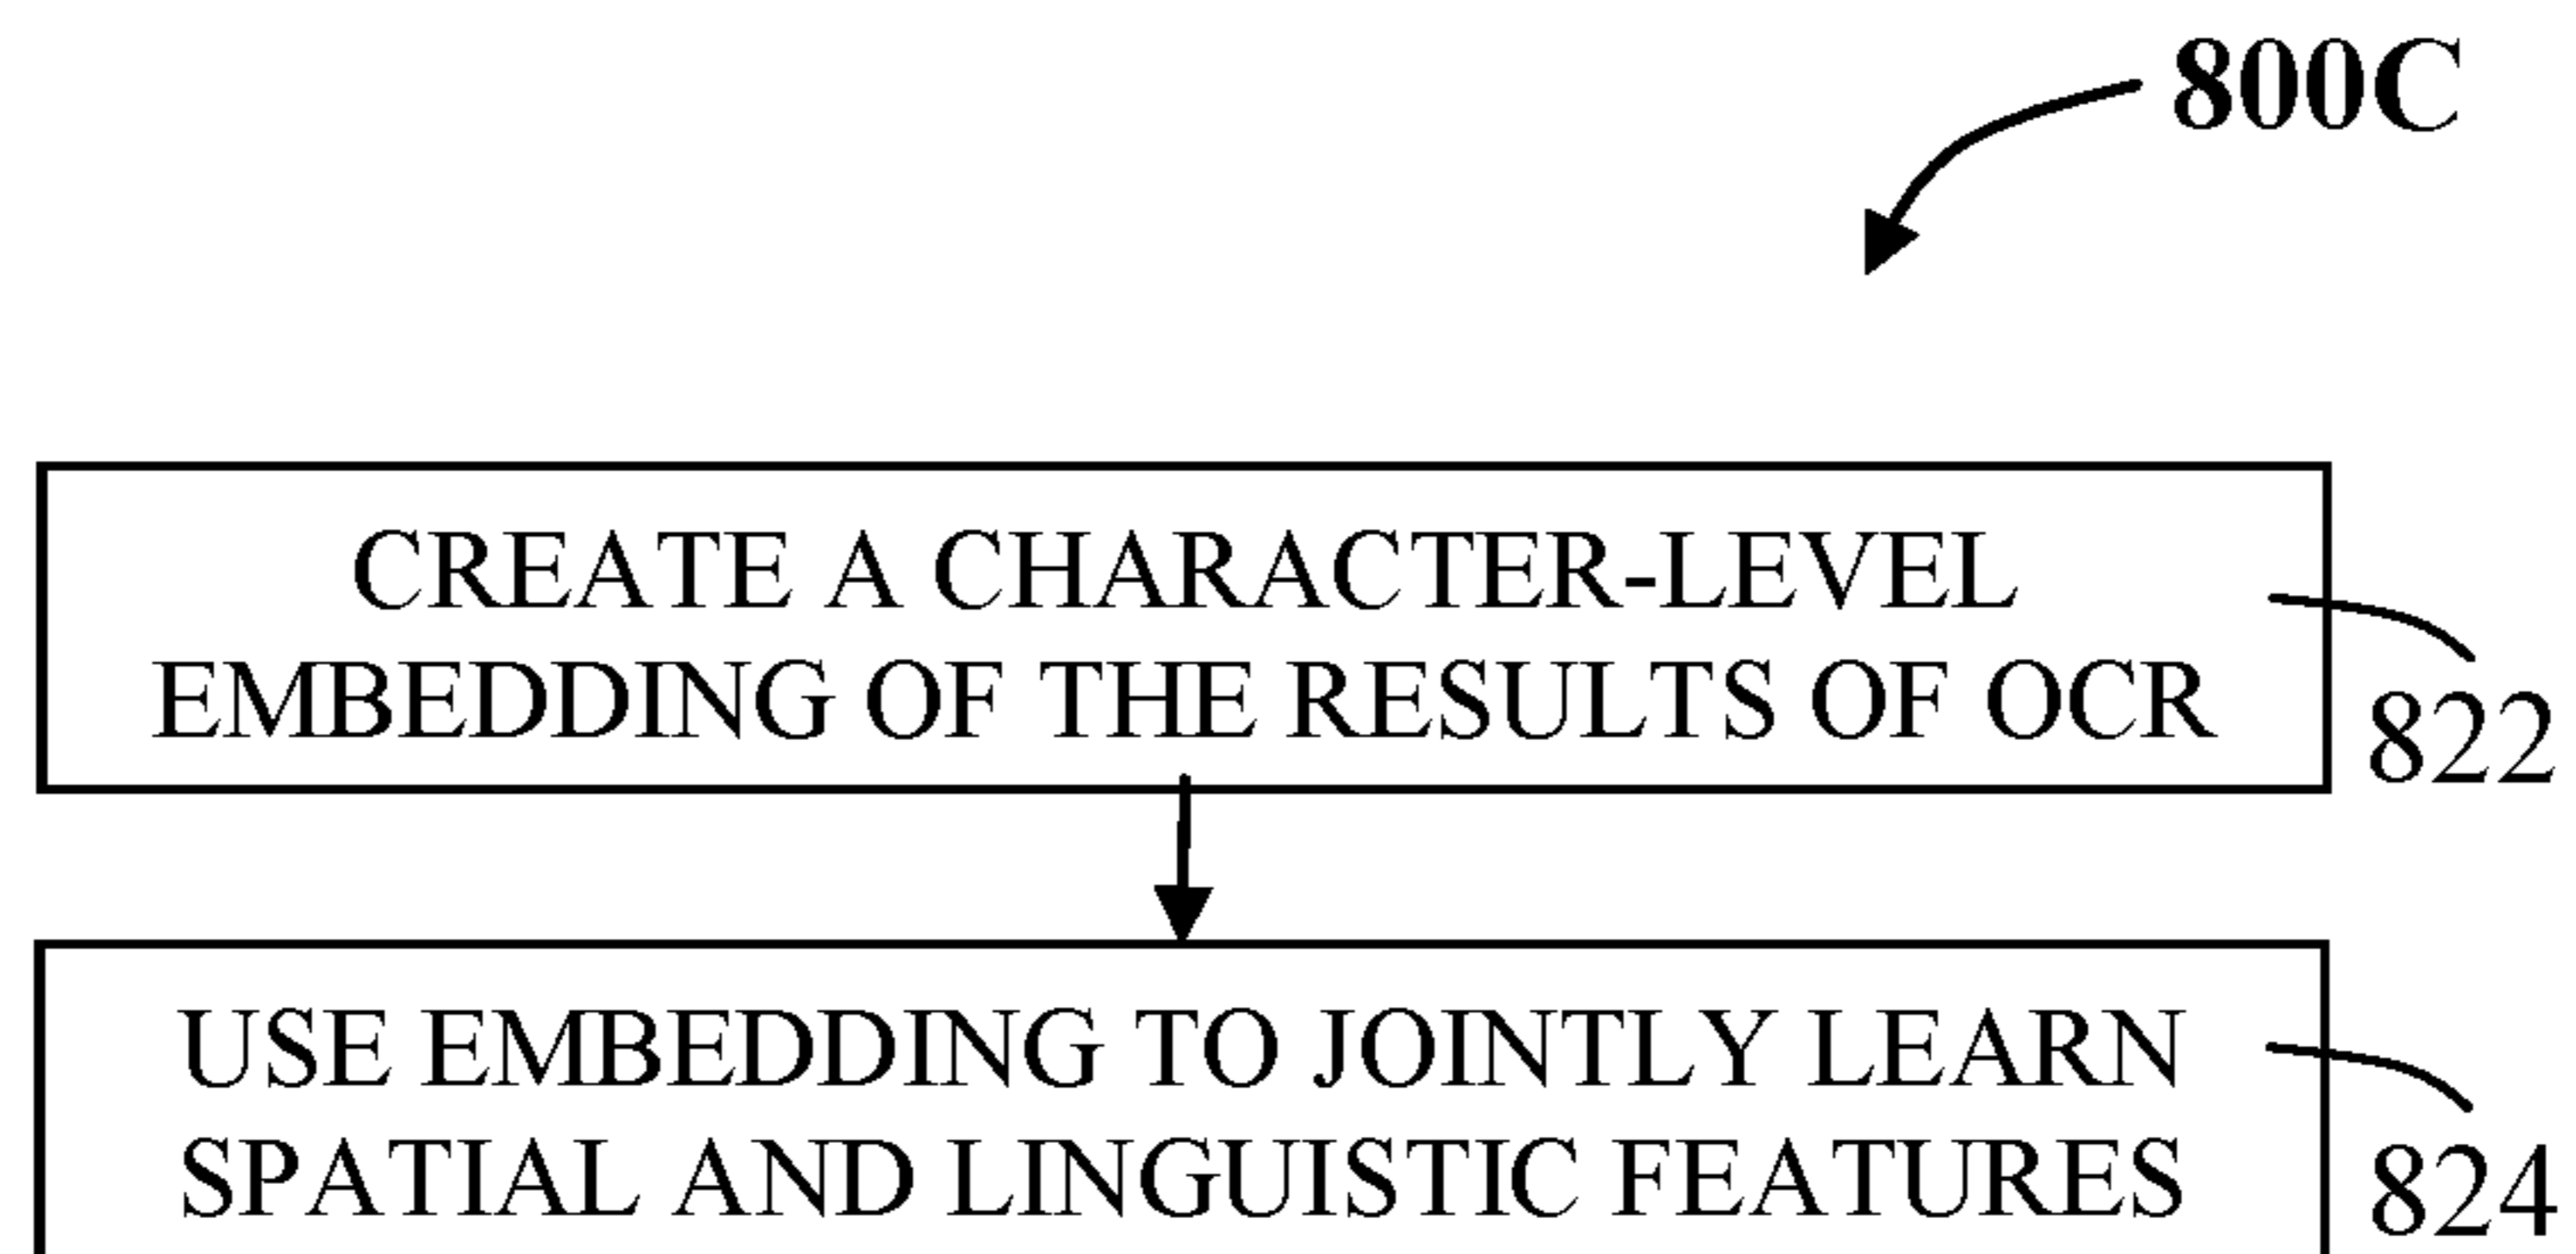 800C
CREATE A CHARACTER-LEVEL
EMBEDDING OF THE RESULTS OF OCR
822
USE EMBEDDING TO JOINTLY LEARN
SPATIAL AND LINGUISTIC FEATURES
824